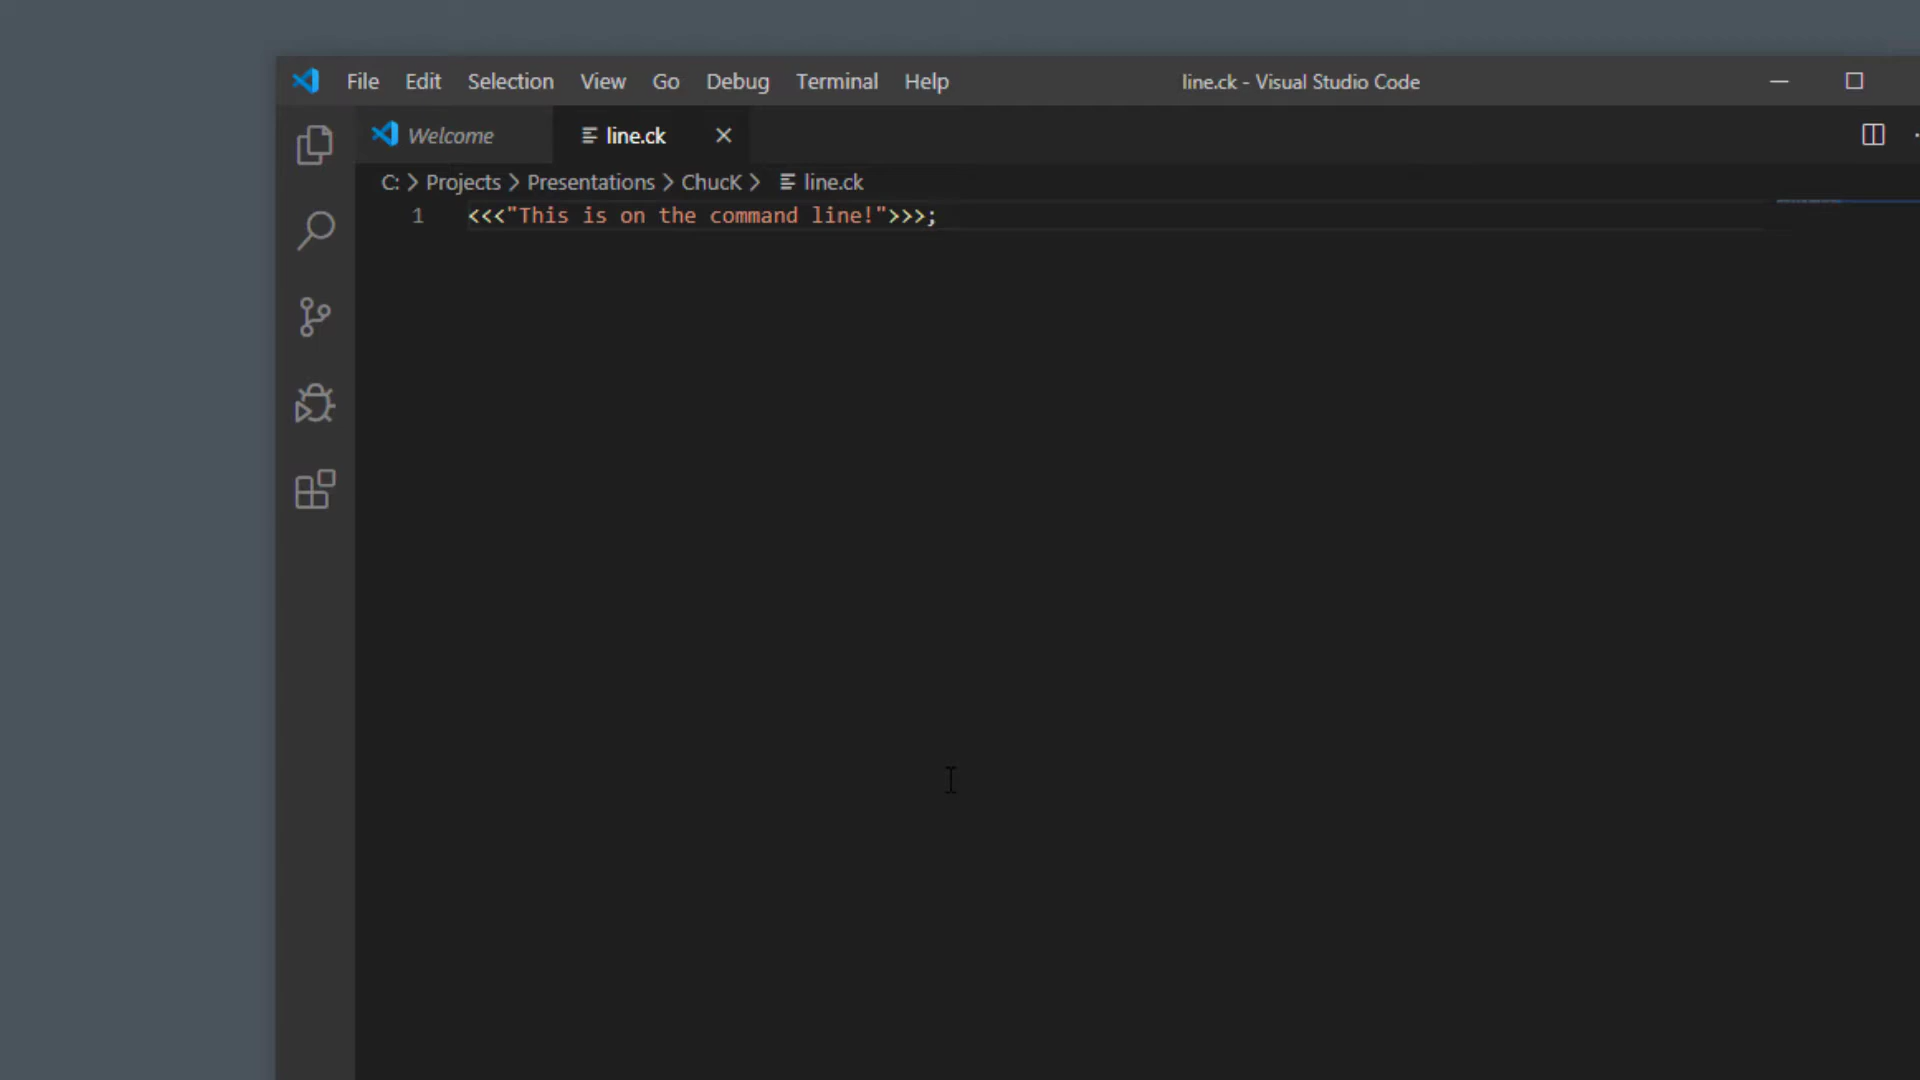 File Edit Selection View Go Debug Terminal Help line.ck - Visual Studio Code
Welcome line.ck
C: > Projects > Presentations > ChucK > line.ck
1 <<<"This is on the command line!">>>;